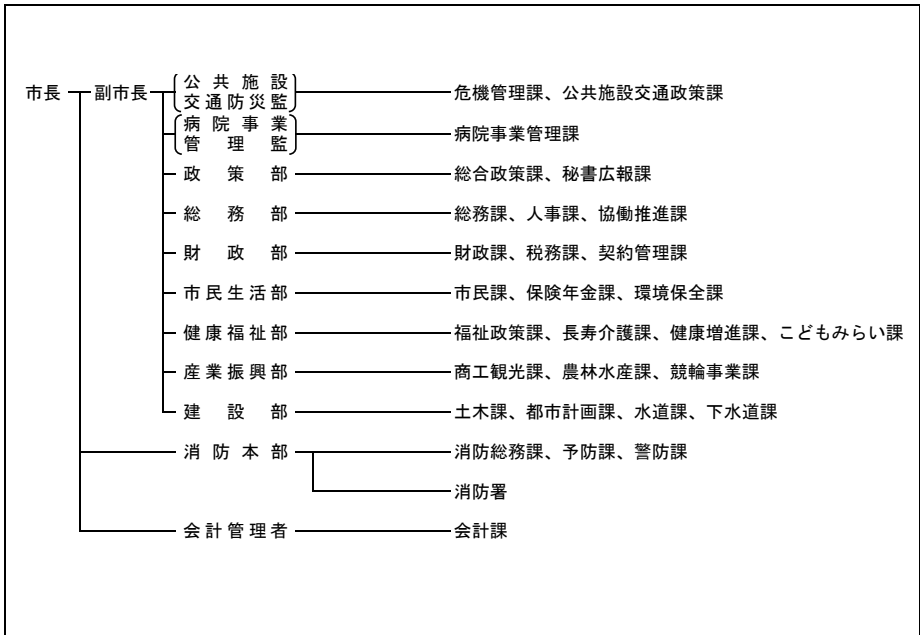 市長 副市長 公共施設 交通防災監 危機管理課、公共施設交通政策課
病院事業 管理監 病院事業管理課
政策部 総合政策課、秘書広報課
総務部 総務課、人事課、協働推進課
財政部 財政課、税務課、契約管理課
市民生活部 市民課、保険年金課、環境保全課
健康福祉部 福祉政策課、長寿介護課、健康増進課、こどもみらい課
産業振興部 商工観光課、農林水産課、競輪事業課
建設部 土木課、都市計画課、水道課、下水道課
消防本部 消防総務課、予防課、警防課
消防署
会計管理者 会計課